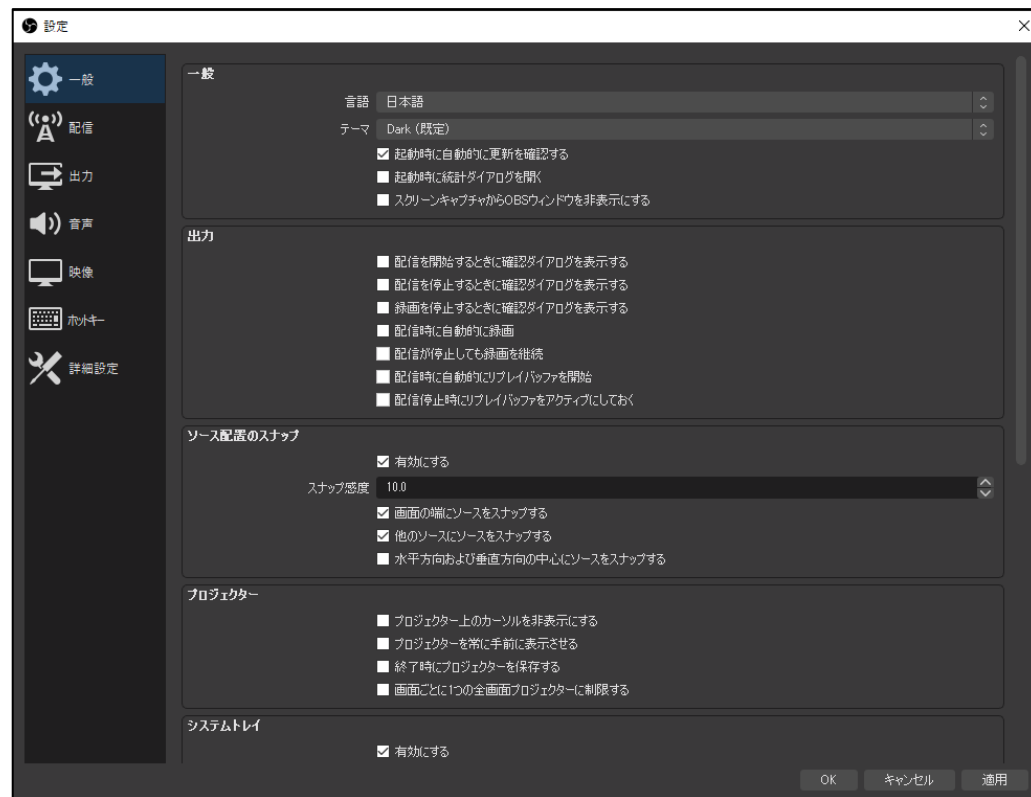 設定
一般
配信
出力
音声
映像
ホットキー
詳細設定
一般
言語 日本語
テーマ Dark (既定)
起動時に自動的に更新を確認する
起動時に統計ダイアログを開く
スクリーンキャプチャからOBSウィンドウを非表示にする
出力
配信を開始するときに確認ダイアログを表示する
配信を停止するときに確認ダイアログを表示する
録画を停止するときに確認ダイアログを表示する
配信時に自動的に録画
配信が停止しても録画を継続
配信時に自動的にリプレイバッファを開始
配信停止時にリプレイバッファをアクティブにしておく
ソース配置のスナップ
有効にする
スナップ感度 10.0
画面の端にソースをスナップする
他のソースにソースをスナップする
水平方向および垂直方向の中心にソースをスナップする
プロジェクター
プロジェクター上のカーソルを非表示にする
プロジェクターを常に手前に表示させる
終了時にプロジェクターを保存する
画面ごとに1つの全画面プロジェクターに制限する
システムトレイ
有効にする
OK キャンセル 適用